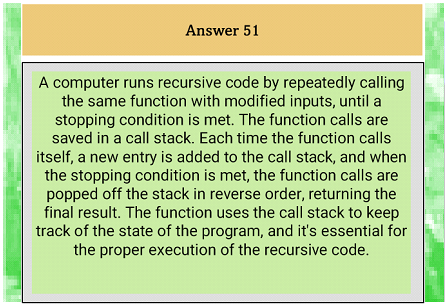 Answer 51
A computer runs recursive code by repeatedly calling
the same function with modified inputs, until a
stopping condition is met. The function calls are
saved in a call stack. Each time the function calls
itself, a new entry is added to the call stack, and when
the stopping condition is met, the function calls are
popped off the stack in reverse order, returning the
final result. The function uses the call stack to keep
track of the state of the program, and it's essential for
the proper execution of the recursive code.